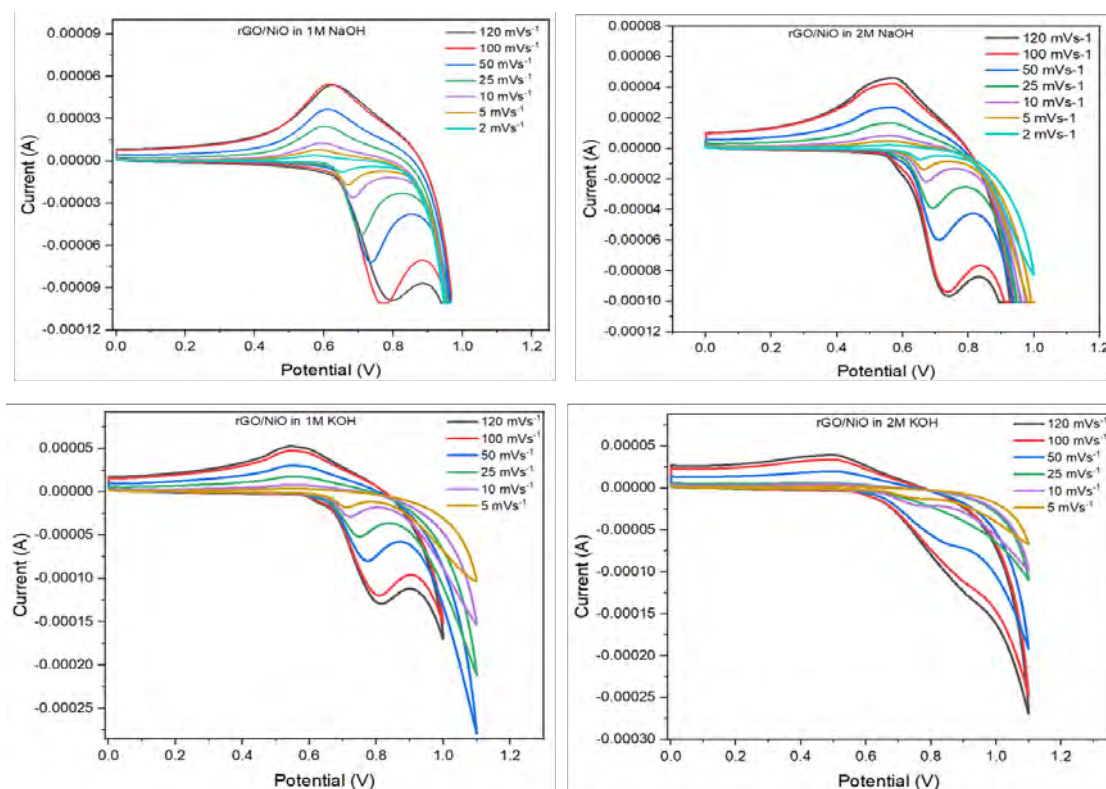 rGO/NiO in 1M NaOH
120 mVs⁻¹
100 mVs⁻¹
50 mVs⁻¹
25 mVs⁻¹
10 mVs⁻¹
5 mVs⁻¹
2 mVs⁻¹
0.00009
0.00006
0.00003
0.00000
-0.00003
-0.00006
-0.00009
-0.00012
Current (A)
0.0 0.2 0.4 0.6 0.8 1.0 1.2
Potential (V)
rGO/NiO in 2M NaOH
120 mVs-1
100 mVs-1
50 mVs-1
25 mVs-1
10 mVs-1
5 mVs-1
2 mVs-1
0.00008
0.00006
0.00004
0.00002
0.00000
-0.00002
-0.00004
-0.00006
-0.00008
-0.00010
-0.00012
Current (A)
0.0 0.2 0.4 0.6 0.8 1.0 1.2
Potential (V)
rGO/NiO in 1M KOH
120 mVs⁻¹
100 mVs⁻¹
50 mVs⁻¹
25 mVs⁻¹
10 mVs⁻¹
5 mVs⁻¹
0.00005
0.00000
-0.00005
-0.00010
-0.00015
-0.00020
-0.00025
Current (A)
0.0 0.2 0.4 0.6 0.8 1.0 1.2
Potential (V)
rGO/NiO in 2M KOH
120 mVs⁻¹
100 mVs⁻¹
50 mVs⁻¹
25 mVs⁻¹
10 mVs⁻¹
5 mVs⁻¹
0.00005
0.00000
-0.00005
-0.00010
-0.00015
-0.00020
-0.00025
-0.00030
Current (A)
0.0 0.2 0.4 0.6 0.8 1.0 1.2
Potential (V)